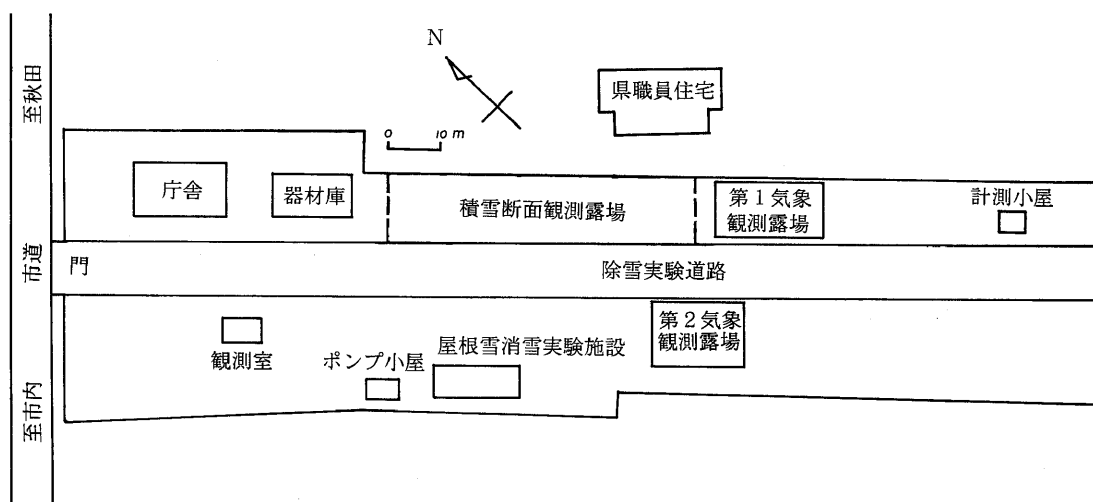 N
県職員住宅
至秋田
0 10 m
庁舎
器材庫
積雪断面観測露場
第1気象
観測露場
計測小屋
市道
門
除雪実験道路
第2気象
観測露場
観測室
ポンプ小屋
屋根雪消雪実験施設
至市内